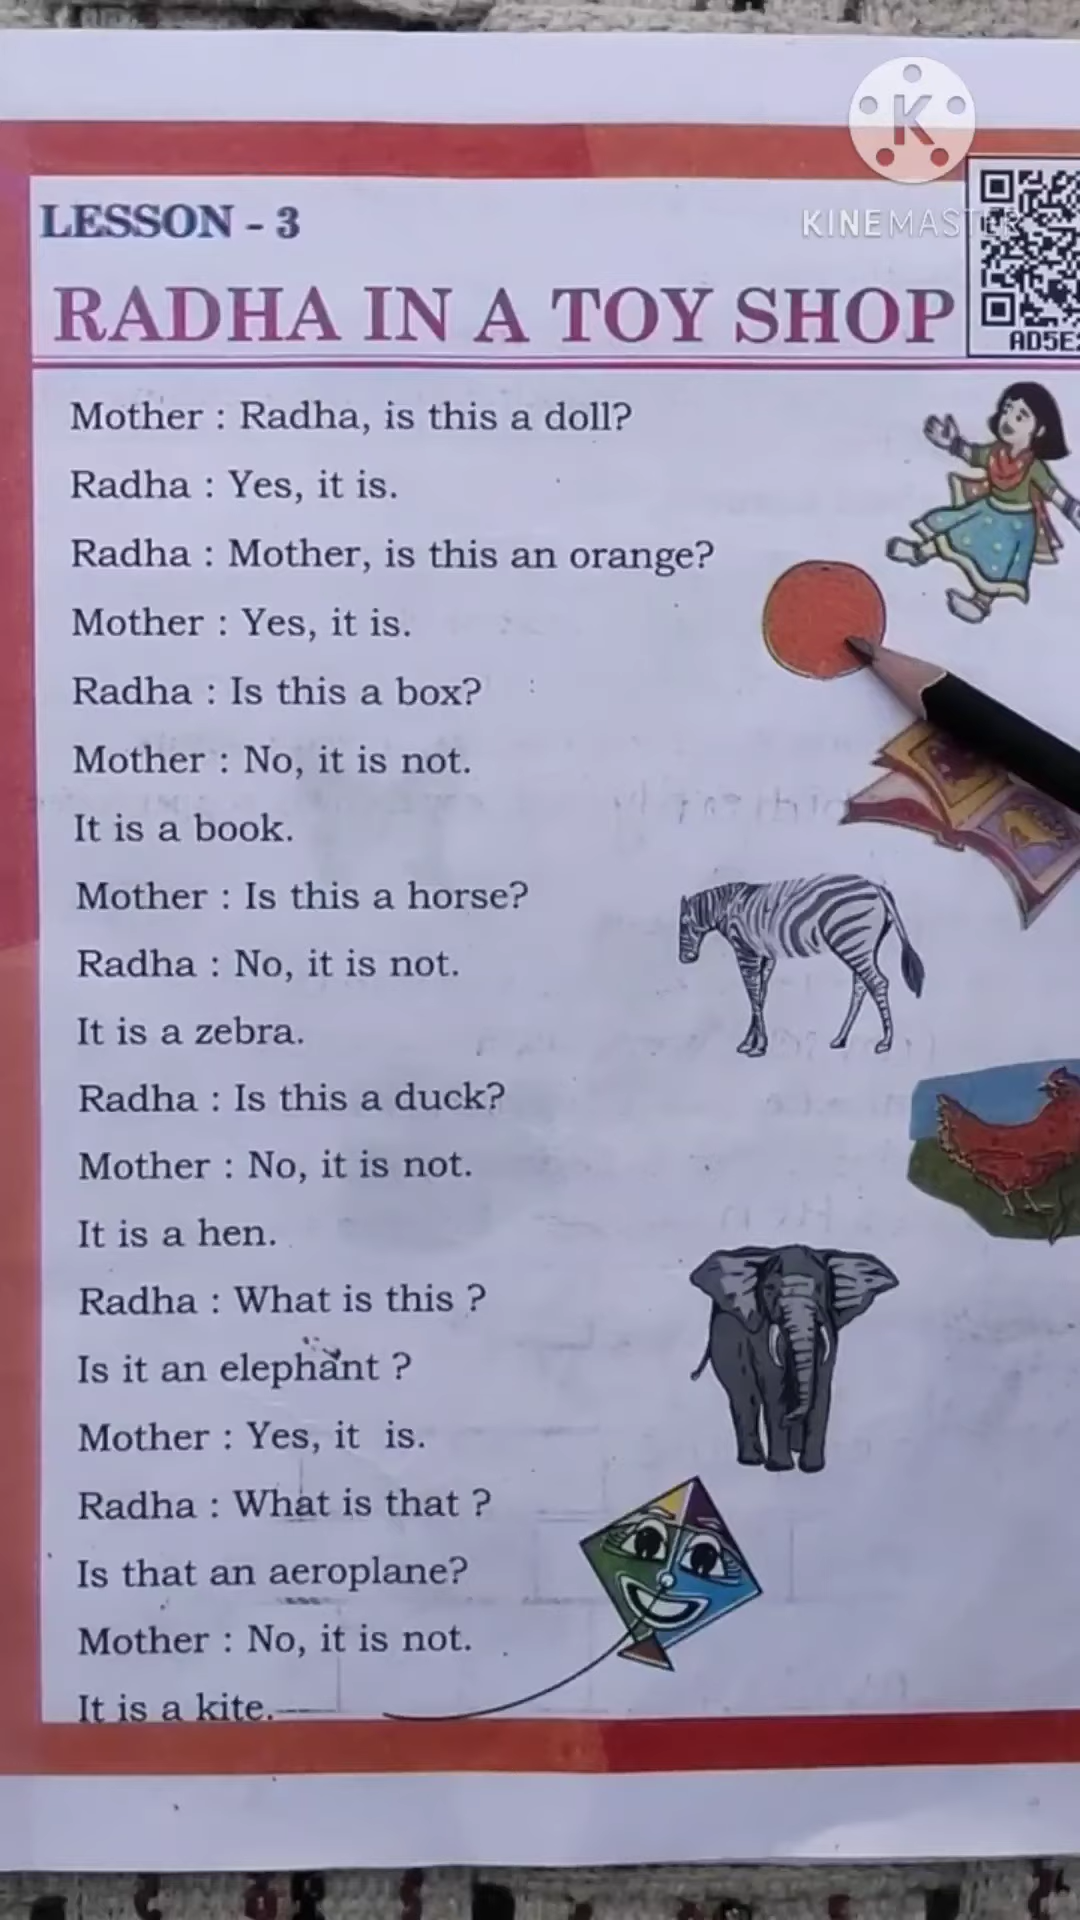 K
KINEMASTER
LESSON - 3
RADHA IN A TOY SHOP
AD5E
Mother : Radha, is this a doll?
Radha : Yes, it is.
Radha : Mother, is this an orange?
Mother : Yes, it is.
Radha : Is this a box?
Mother : No, it is not.
It is a book.
Mother : Is this a horse?
Radha : No, it is not.
It is a zebra.
Radha : Is this a duck?
Mother : No, it is not.
It is a hen.
Radha : What is this ?
Is it an elephant ?
Mother : Yes, it is.
Radha : What is that ?
Is that an aeroplane?
Mother : No, it is not.
It is a kite.